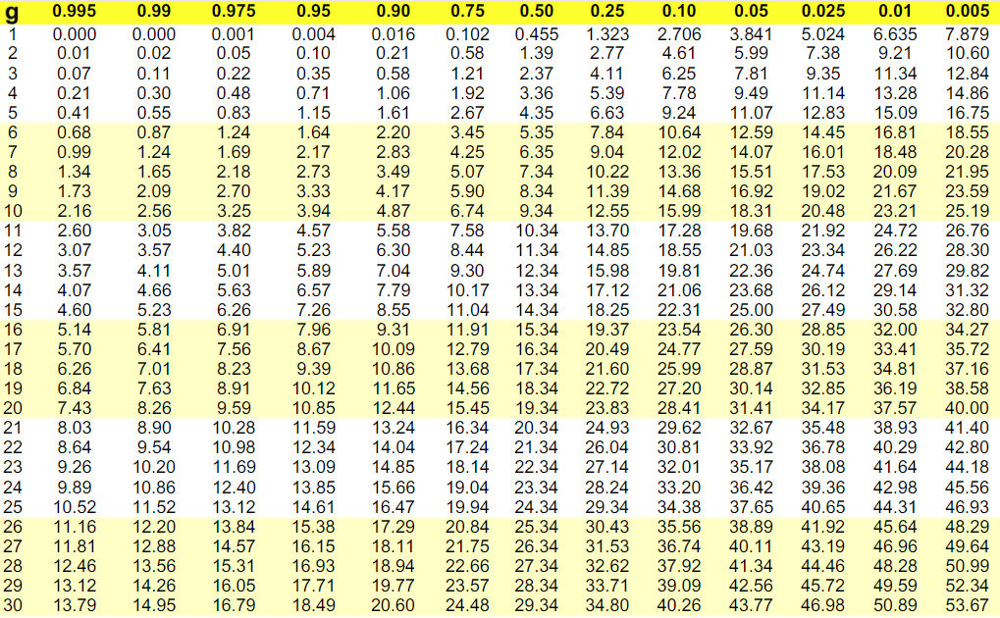 g 0.995 0.99 0.975 0.95 0.90 0.75 0.50 0.25 0.10 0.05 0.025 0.01 0.005
1 0.000 0.000 0.001 0.004 0.016 0.102 0.455 1.323 2.706 3.841 5.024 6.635 7.879
2 0.01 0.02 0.05 0.10 0.21 0.58 1.39 2.77 4.61 5.99 7.38 9.21 10.60
3 0.07 0.11 0.22 0.35 0.58 1.21 2.37 4.11 6.25 7.81 9.35 11.34 12.84
4 0.21 0.30 0.48 0.71 1.06 1.92 3.36 5.39 7.78 9.49 11.14 13.28 14.86
5 0.41 0.55 0.83 1.15 1.61 2.67 4.35 6.63 9.24 11.07 12.83 15.09 16.75
6 0.68 0.87 1.24 1.64 2.20 3.45 5.35 7.84 10.64 12.59 14.45 16.81 18.55
7 0.99 1.24 1.69 2.17 2.83 4.25 6.35 9.04 12.02 14.07 16.01 18.48 20.28
8 1.34 1.65 2.18 2.73 3.49 5.07 7.34 10.22 13.36 15.51 17.53 20.09 21.95
9 1.73 2.09 2.70 3.33 4.17 5.90 8.34 11.39 14.68 16.92 19.02 21.67 23.59
10 2.16 2.56 3.25 3.94 4.87 6.74 9.34 12.55 15.99 18.31 20.48 23.21 25.19
11 2.60 3.05 3.82 4.57 5.58 7.58 10.34 13.70 17.28 19.68 21.92 24.72 26.76
12 3.07 3.57 4.40 5.23 6.30 8.44 11.34 14.85 18.55 21.03 23.34 26.22 28.30
13 3.57 4.11 5.01 5.89 7.04 9.30 12.34 15.98 19.81 22.36 24.74 27.69 29.82
14 4.07 4.66 5.63 6.57 7.79 10.17 13.34 17.12 21.06 23.68 26.12 29.14 31.32
15 4.60 5.23 6.26 7.26 8.55 11.04 14.34 18.25 22.31 25.00 27.49 30.58 32.80
16 5.14 5.81 6.91 7.96 9.31 11.91 15.34 19.37 23.54 26.30 28.85 32.00 34.27
17 5.70 6.41 7.56 8.67 10.09 12.79 16.34 20.49 24.77 27.59 30.19 33.41 35.72
18 6.26 7.01 8.23 9.39 10.86 13.68 17.34 21.60 25.99 28.87 31.53 34.81 37.16
19 6.84 7.63 8.91 10.12 11.65 14.56 18.34 22.72 27.20 30.14 32.85 36.19 38.58
20 7.43 8.26 9.59 10.85 12.44 15.45 19.34 23.83 28.41 31.41 34.17 37.57 40.00
21 8.03 8.90 10.28 11.59 13.24 16.34 20.34 24.93 29.62 32.67 35.48 38.93 41.40
22 8.64 9.54 10.98 12.34 14.04 17.24 21.34 26.04 30.81 33.92 36.78 40.29 42.80
23 9.26 10.20 11.69 13.09 14.85 18.14 22.34 27.14 32.01 35.17 38.08 41.64 44.18
24 9.89 10.86 12.40 13.85 15.66 19.04 23.34 28.24 33.20 36.42 39.36 42.98 45.56
25 10.52 11.52 13.12 14.61 16.47 19.94 24.34 29.34 34.38 37.65 40.65 44.31 46.93
26 11.16 12.20 13.84 15.38 17.29 20.84 25.34 30.43 35.56 38.89 41.92 45.64 48.29
27 11.81 12.88 14.57 16.15 18.11 21.75 26.34 31.53 36.74 40.11 43.19 46.96 49.64
28 12.46 13.56 15.31 16.93 18.94 22.66 27.34 32.62 37.92 41.34 44.46 48.28 50.99
29 13.12 14.26 16.05 17.71 19.77 23.57 28.34 33.71 39.09 42.56 45.72 49.59 52.34
30 13.79 14.95 16.79 18.49 20.60 24.48 29.34 34.80 40.26 43.77 46.98 50.89 53.67